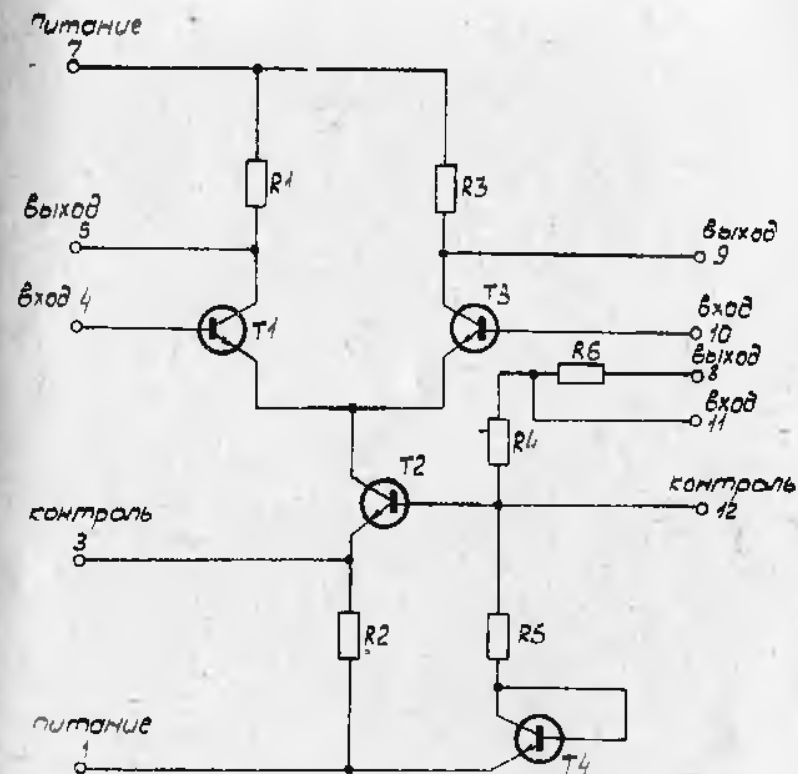 питание
7
R1
R3
выход
5
выход
9
вход 4
T1
T3
вход
10
R6
выход
8
вход
11
R4
T2
контроль
3
контроль
12
R2
R5
питание
1
T4